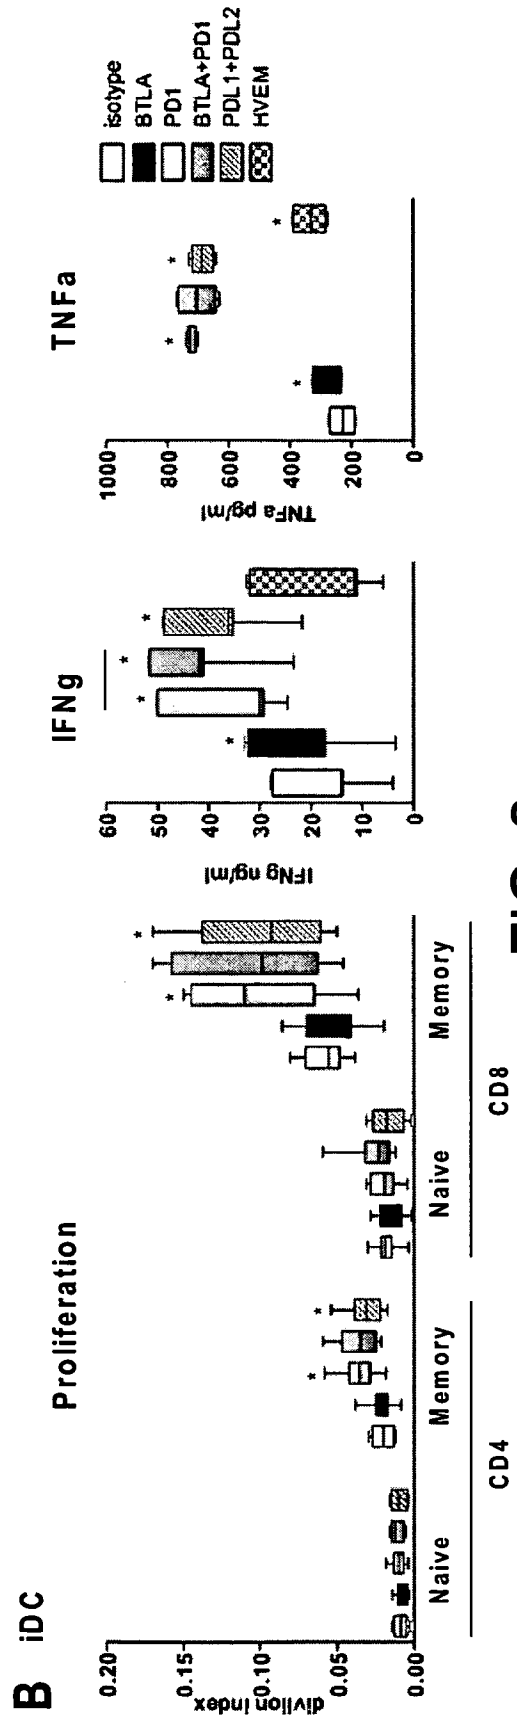 B iDC
Proliferation
divilon index
0.20
0.15
0.10
0.05
0.00
Naive
Memory
Naive
Memory
CD4
CD8
IFNg
IFNg ng/ml
60
50
40
30
20
10
0
*
*
*
*
*
*
*
*
TNFa
TNFa pg/ml
1000
800
600
400
200
0
*
*
*
*
isotype
BTLA
PD1
BTLA+PD1
PDL1+PDL2
HVEM